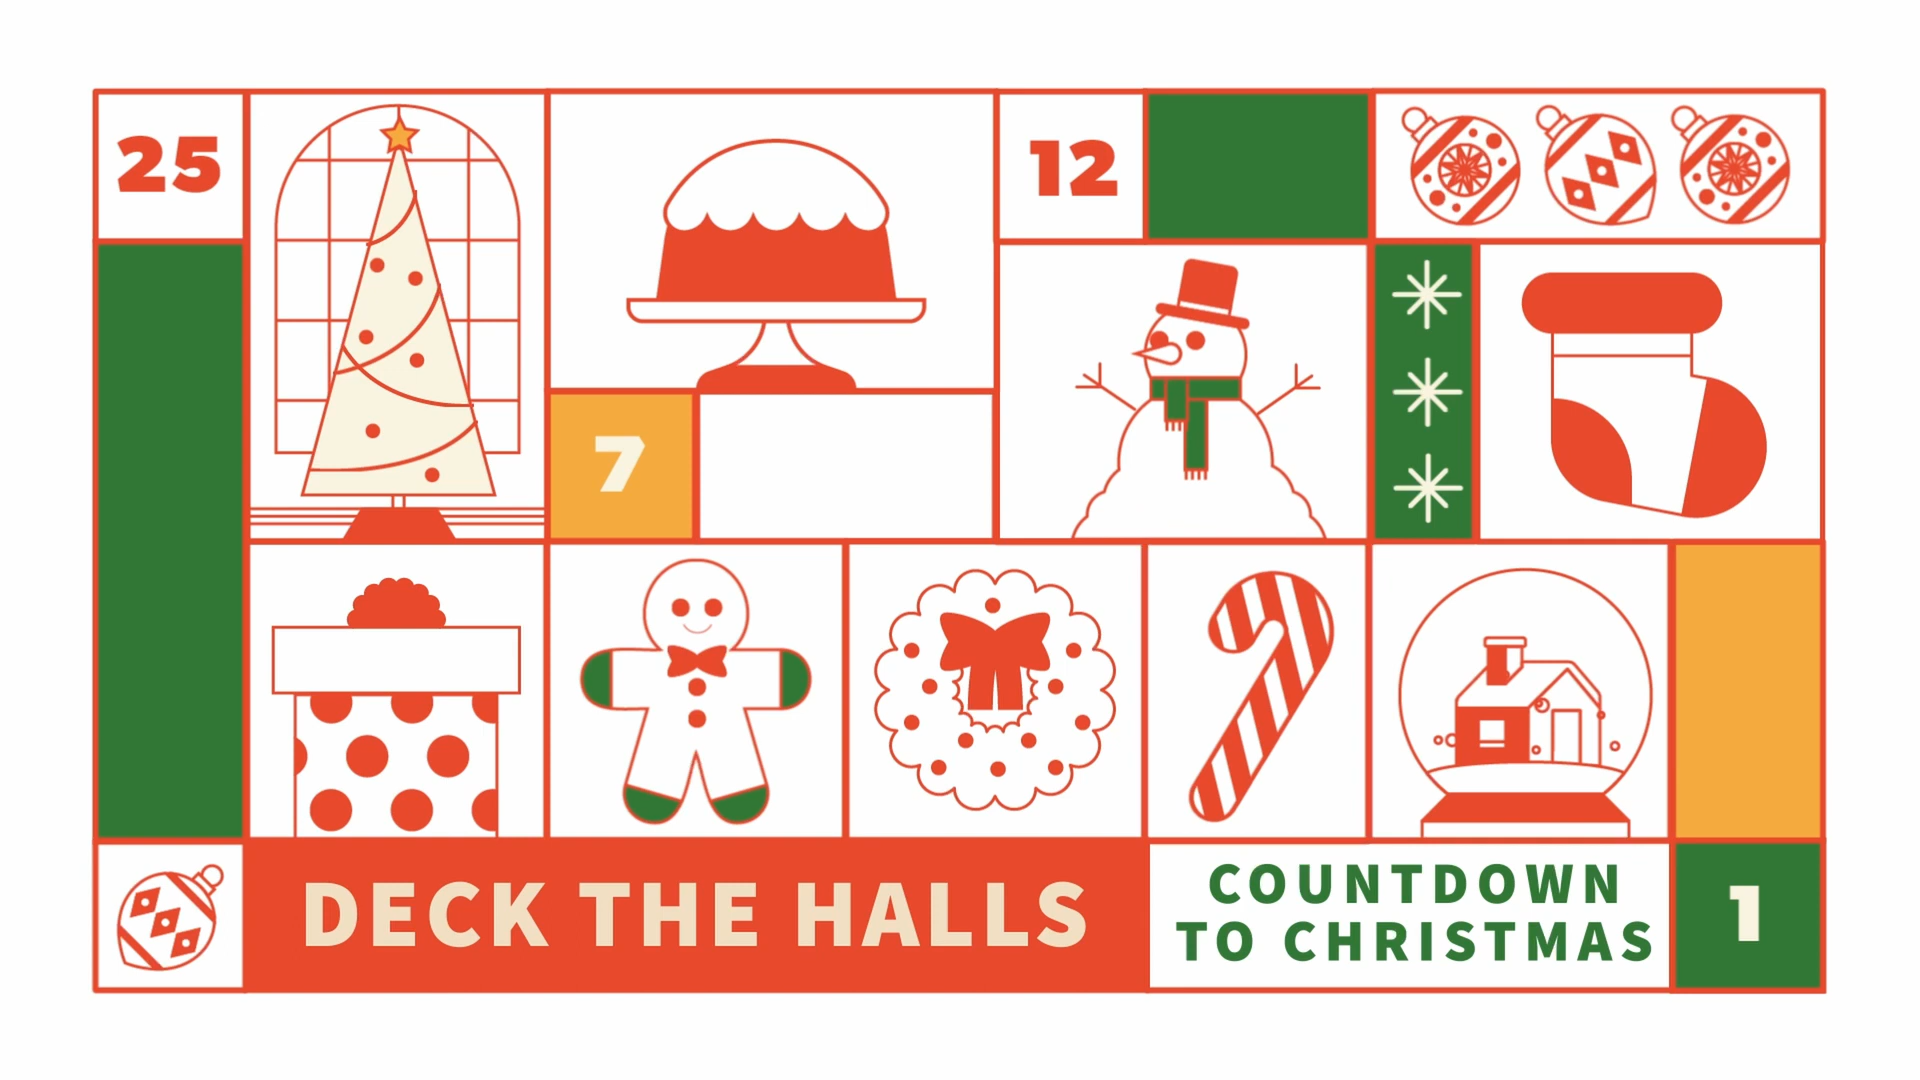 25
12
7
DECK THE HALLS
COUNTDOWN
TO CHRISTMAS
1